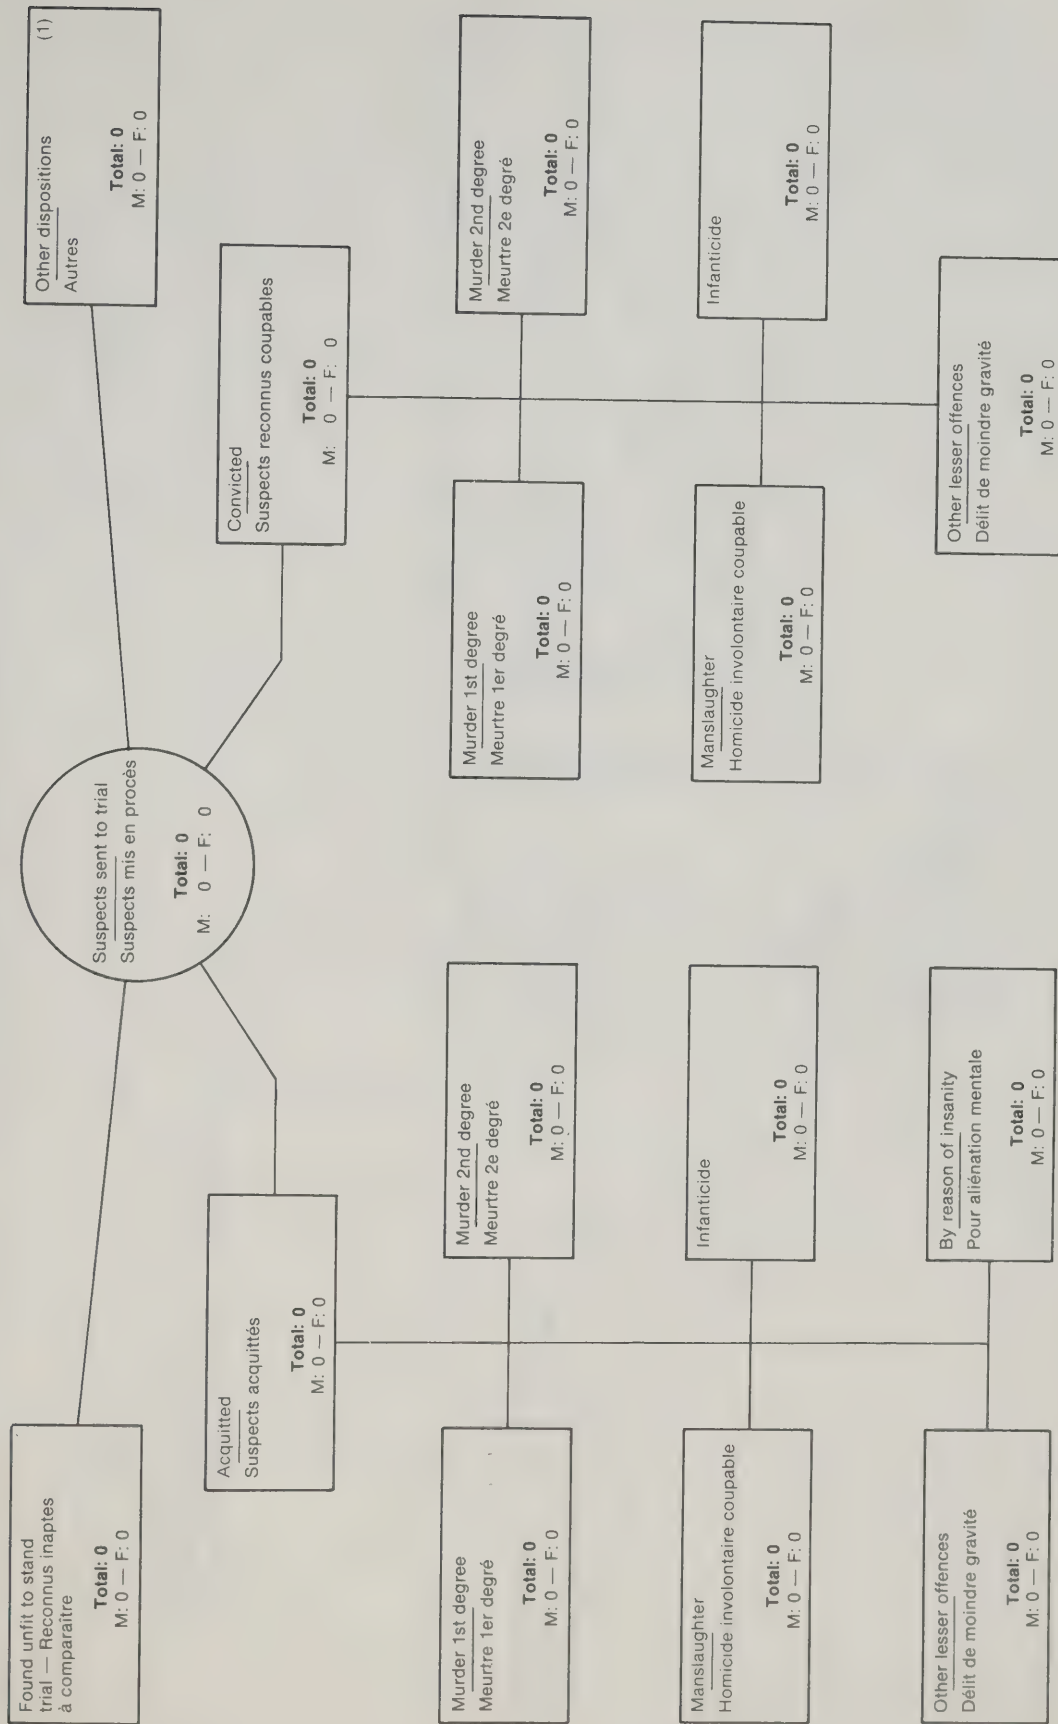 Found unfit to stand
trial — Reconnus inaptes
à comparaître
Total: 0
M: 0 — F: 0
Suspects sent to trial
Suspects mis en procès
Total: 0
M: 0 — F: 0
Other dispositions (1)
Autres
Total: 0
M: 0 — F: 0
Acquitted
Suspects acquittés
Total: 0
M: 0 — F: 0
Convicted
Suspects reconnus coupables
Total: 0
M: 0 — F: 0
Murder 1st degree
Meurtre 1er degré
Total: 0
M: 0 — F: 0
Murder 2nd degree
Meurtre 2e degré
Total: 0
M: 0 — F: 0
Murder 1st degree
Meurtre 1er degré
Total: 0
M: 0 — F: 0
Murder 2nd degree
Meurtre 2e degré
Total: 0
M: 0 — F: 0
Manslaughter
Homicide involontaire coupable
Total: 0
M: 0 — F: 0
Infanticide
Total: 0
M: 0 — F: 0
Manslaughter
Homicide involontaire coupable
Total: 0
M: 0 — F: 0
Infanticide
Total: 0
M: 0 — F: 0
Other lesser offences
Délit de moindre gravité
Total: 0
M: 0 — F: 0
By reason of insanity
Pour aliénation mentale
Total: 0
M: 0 — F: 0
Other lesser offences
Délit de moindre gravité
Total: 0
M: 0 — F: 0